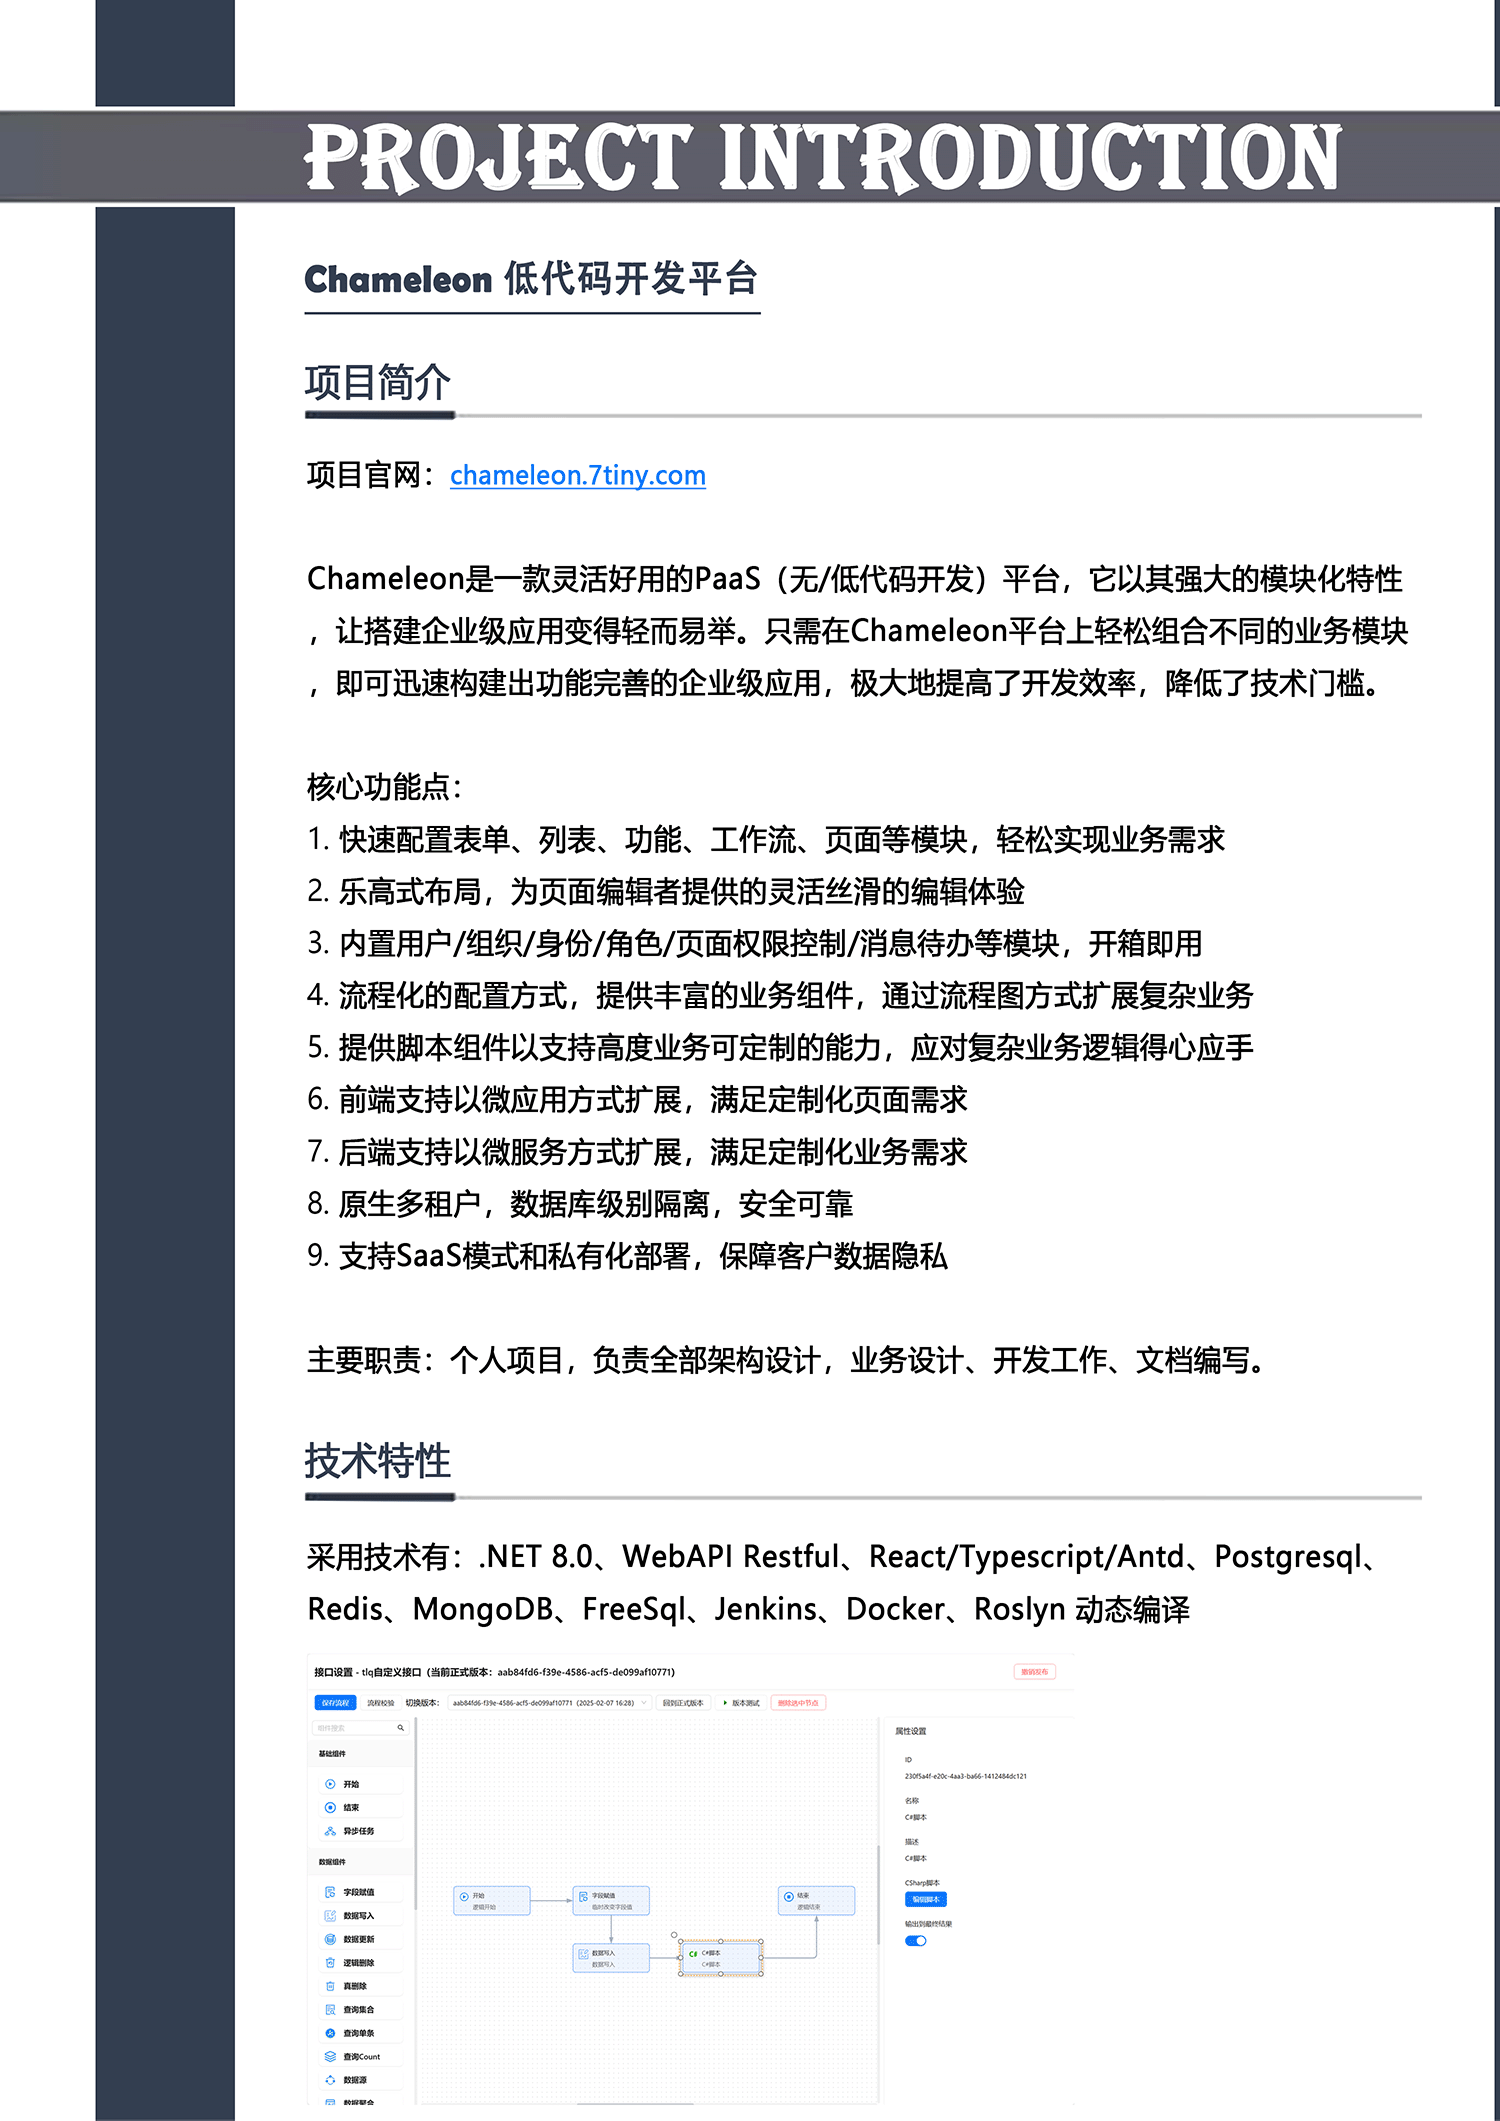 PROJECT INTRODUCTION
Chameleon 低代码开发平台
项目简介
项目官网：chameleon.7tiny.com
Chameleon是一款灵活好用的PaaS（无/低代码开发）平台，它以其强大的模块化特性
，让搭建企业级应用变得轻而易举。只需在Chameleon平台上轻松组合不同的业务模块
，即可迅速构建出功能完善的企业级应用，极大地提高了开发效率，降低了技术门槛。
核心功能点：
1. 快速配置表单、列表、功能、工作流、页面等模块，轻松实现业务需求
2. 乐高式布局，为页面编辑者提供的灵活丝滑的编辑体验
3. 内置用户/组织/身份/角色/页面权限控制/消息待办等模块，开箱即用
4. 流程化的配置方式，提供丰富的业务组件，通过流程图方式扩展复杂业务
5. 提供脚本组件以支持高度业务可定制的能力，应对复杂业务逻辑得心应手
6. 前端支持以微应用方式扩展，满足定制化页面需求
7. 后端支持以微服务方式扩展，满足定制化业务需求
8. 原生多租户，数据库级别隔离，安全可靠
9. 支持SaaS模式和私有化部署，保障客户数据隐私
主要职责：个人项目，负责全部架构设计，业务设计、开发工作、文档编写。
技术特性
采用技术有：.NET 8.0、WebAPI Restful、React/Typescript/Antd、Postgresql、
Redis、MongoDB、FreeSql、Jenkins、Docker、Roslyn 动态编译
接口设置 - tlq自定义接口（当前正式版本：aab84fd6-f39e-4586-acf5-de099af10771）
撤销发布
保存流程 流程校验 切换版本： aab84fd6-f39e-4586-acf5-de099af10771（2025-02-07 16:28） 回到正式版本 版本测试 删除选中节点
组件搜索
基础组件
开始
结束
异步任务
数据组件
字段赋值
数据写入
数据更新
逻辑删除
真删除
查询集合
查询单条
查询Count
数据源
数据聚合
开始
逻辑开始
字段赋值
临时改变字段值
结束
逻辑结束
数据写入
数据写入
C# C#脚本
C#脚本
属性设置
ID
230f5a4f-e20c-4aa3-ba66-1412484dc121
名称
C#脚本
描述
C#脚本
CSharp脚本
编辑脚本
输出到最终结果